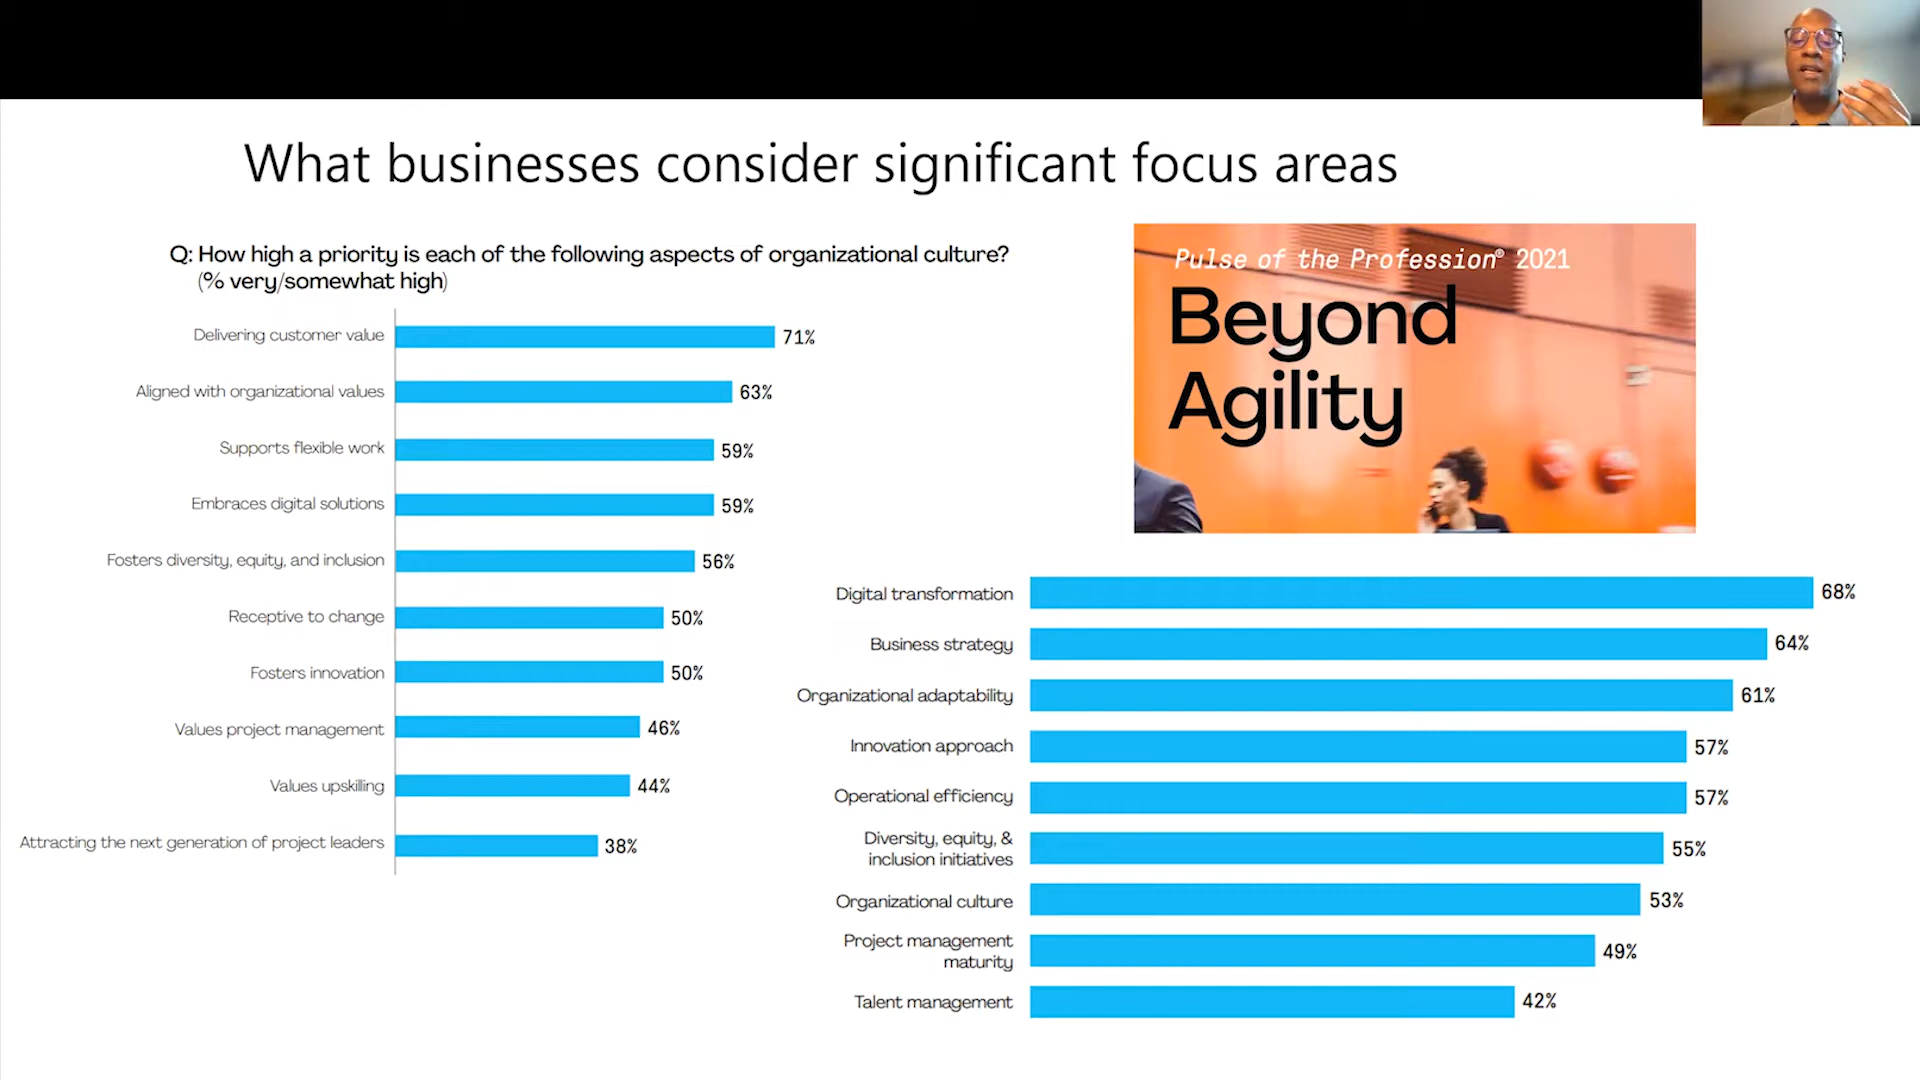 What businesses consider significant focus areas
Q: How high a priority is each of the following aspects of organizational culture?
(% very/somewhat high)
Delivering customer value 71%
Aligned with organizational values 63%
Supports flexible work 59%
Embraces digital solutions 59%
Fosters diversity, equity, and inclusion 56%
Receptive to change 50%
Fosters innovation 50%
Values project management 46%
Values upskilling 44%
Attracting the next generation of project leaders 38%
Pulse of the Profession® 2021
Beyond
Agility
Digital transformation 68%
Business strategy 64%
Organizational adaptability 61%
Innovation approach 57%
Operational efficiency 57%
Diversity, equity, &
inclusion initiatives 55%
Organizational culture 53%
Project management
maturity 49%
Talent management 42%